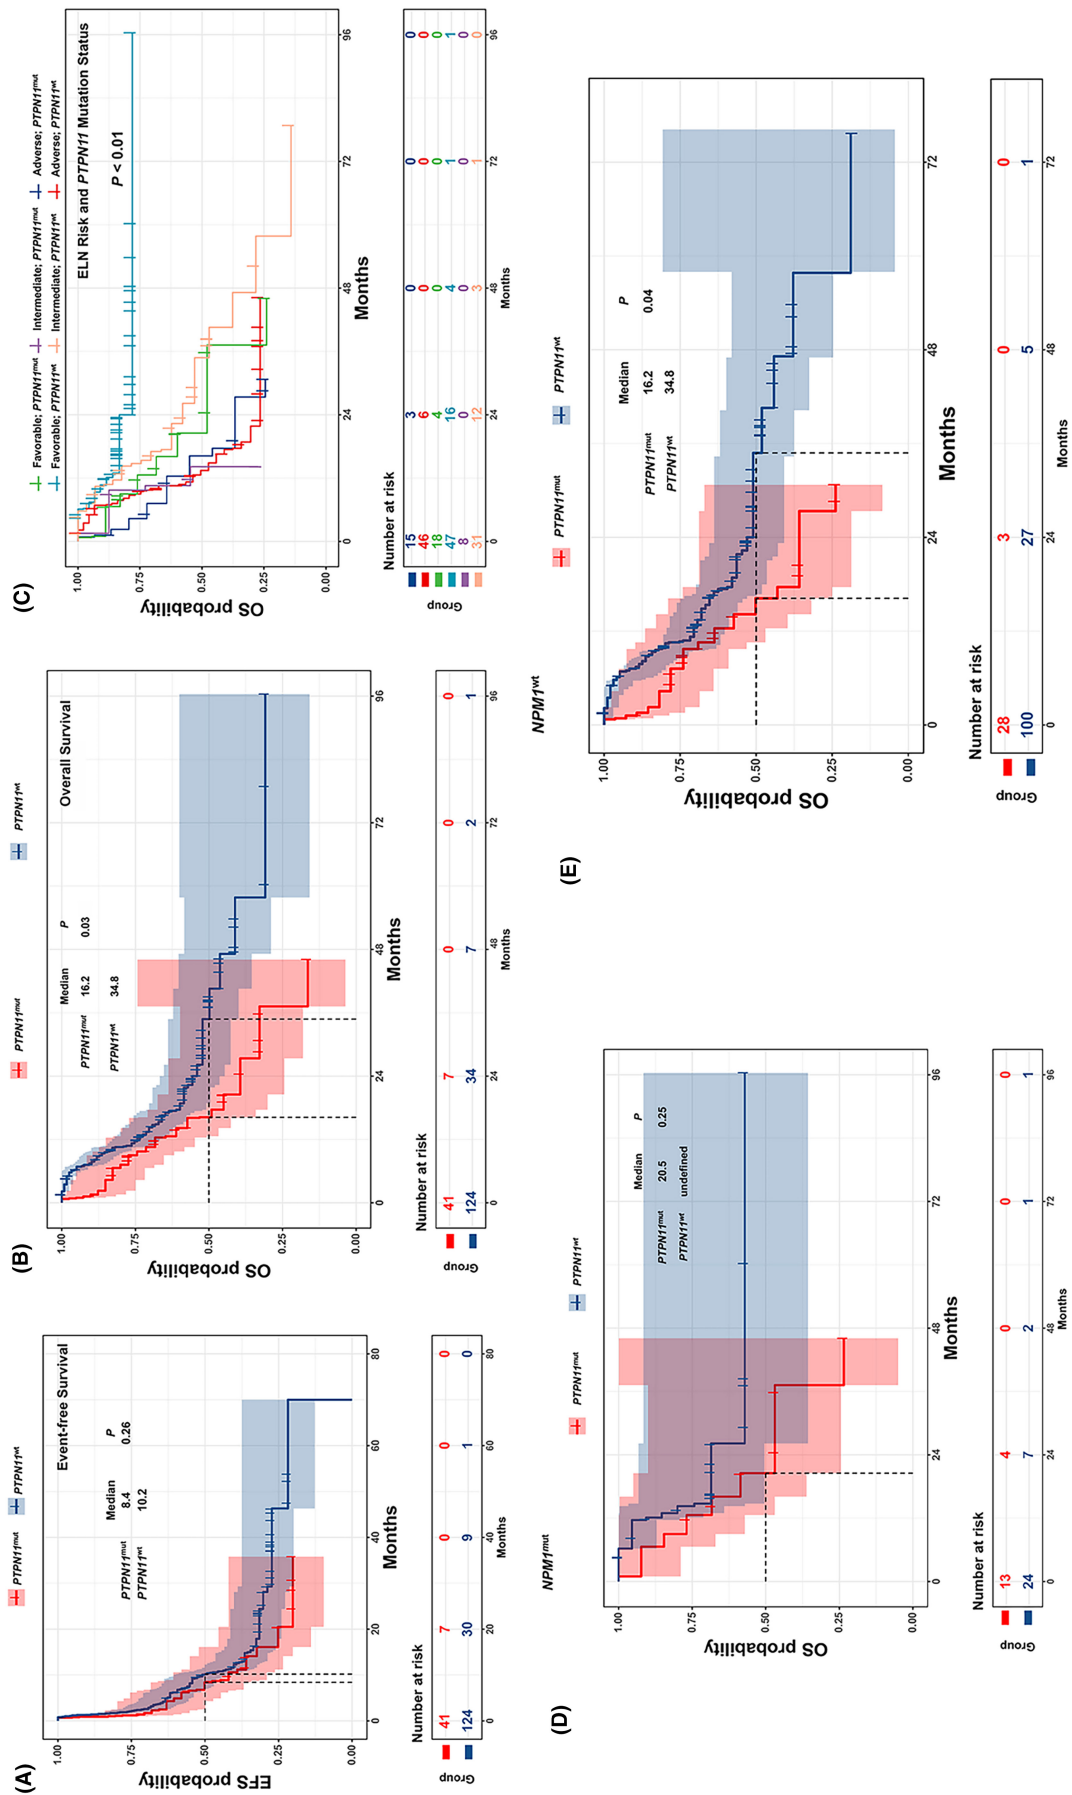 (A)
PTPN11mut PTPN11wt
Event-free Survival
Median P
PTPN11mut 8.4 0.26
PTPN11wt 10.2
EFS probability
1.00
0.75
0.50
0.25
0.00
0 20 40 60 80
Months
Number at risk
Group
41 7 0 0 0
124 30 9 1 0
0 20 40 60 80
Months
(B)
PTPN11mut PTPN11wt
Overall Survival
Median P
PTPN11mut 16.2 0.03
PTPN11wt 34.8
OS probability
1.00
0.75
0.50
0.25
0.00
0 24 48 72 96
Months
Number at risk
Group
41 7 0 0 0
124 34 7 2 1
0 24 48 72 96
Months
(C)
Favorable; PTPN11mut Intermediate; PTPN11mut Adverse; PTPN11mut
Favorable; PTPN11wt Intermediate; PTPN11wt Adverse; PTPN11wt
ELN Risk and PTPN11 Mutation Status
P < 0.01
OS probability
1.00
0.75
0.50
0.25
0.00
0 24 48 72 96
Months
Number at risk
Group
15 3 0 0 0
46 6 0 0 0
18 4 0 0 0
47 16 4 1 1
8 0 0 0 0
31 12 3 1 0
0 24 48 72 96
Months
(D)
NPM1mut
PTPN11mut PTPN11wt
Median P
PTPN11mut 20.5 0.25
PTPN11wt undefined
OS probability
1.00
0.75
0.50
0.25
0.00
0 24 48 72 96
Months
Number at risk
Group
13 4 0 0 0
24 7 2 1 1
0 24 48 72 96
Months
(E)
NPM1wt
PTPN11mut PTPN11wt
Median P
PTPN11mut 16.2 0.04
PTPN11wt 34.8
OS probability
1.00
0.75
0.50
0.25
0.00
0 24 48 72
Months
Number at risk
Group
28 3 0 0
100 27 5 1
0 24 48 72
Months